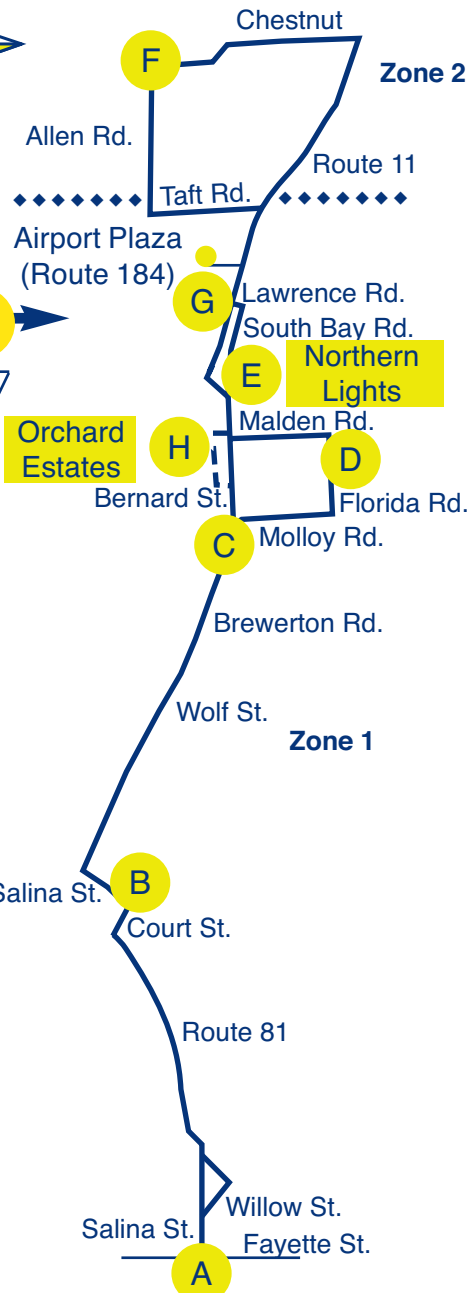 Chestnut
F
Zone 2
Allen Rd.
Route 11
Taft Rd.
Airport Plaza
(Route 184)
G
Lawrence Rd.
South Bay Rd.
E
Northern
Lights
Malden Rd.
Orchard
Estates
H
D
Bernard St.
Florida Rd.
C
Molloy Rd.
Brewerton Rd.
Wolf St.
Zone 1
B
Salina St.
Court St.
Route 81
Willow St.
Salina St.
Fayette St.
A